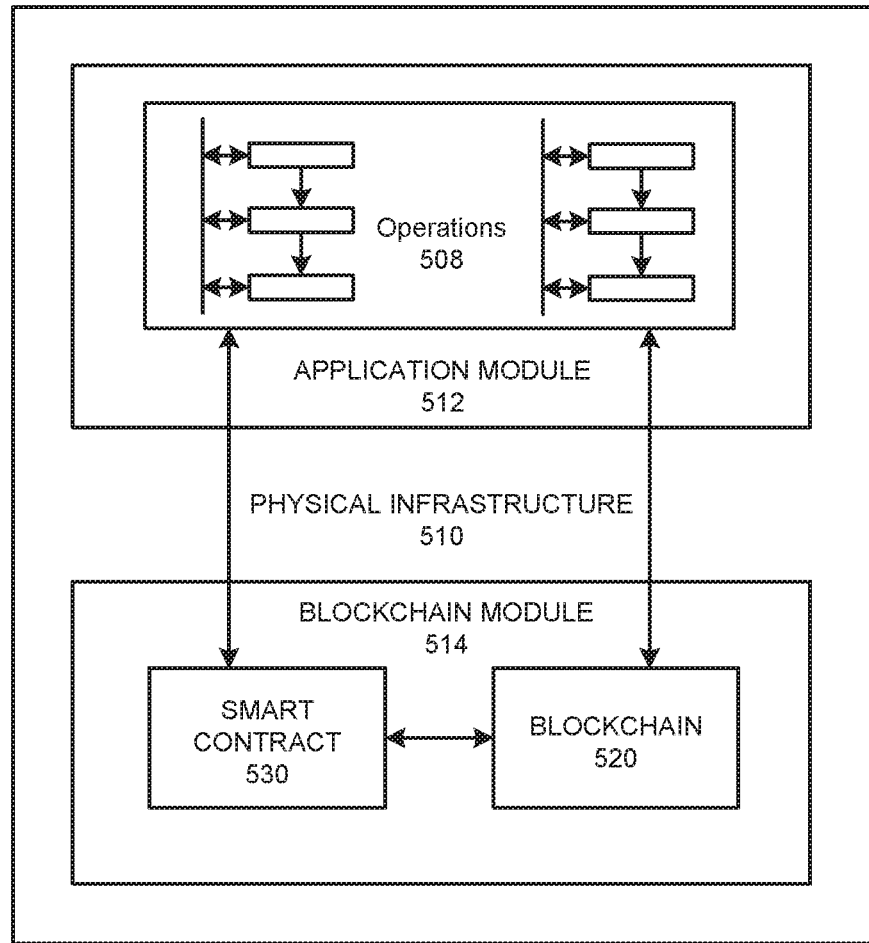 Operations
508
APPLICATION MODULE
512
PHYSICAL INFRASTRUCTURE
510
BLOCKCHAIN MODULE
514
SMART
CONTRACT
530
BLOCKCHAIN
520